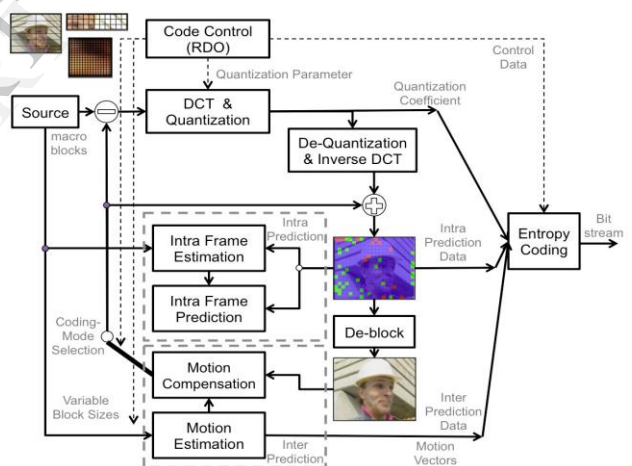 Code Control
(RDO)
Control
Data
Quantization Parameter
Source
DCT &
Quantization
Quantization
Coefficient
macro
blocks
De-Quantization
& Inverse DCT
Intra
Prediction
Intra Frame
Estimation
Intra
Prediction
Data
Entropy
Coding
Bit
stream
Intra Frame
Prediction
De-block
Coding-
Mode
Selection
Motion
Compensation
Variable
Block Sizes
Inter
Prediction
Data
Motion
Estimation
Inter
Prediction
Motion
Vectors